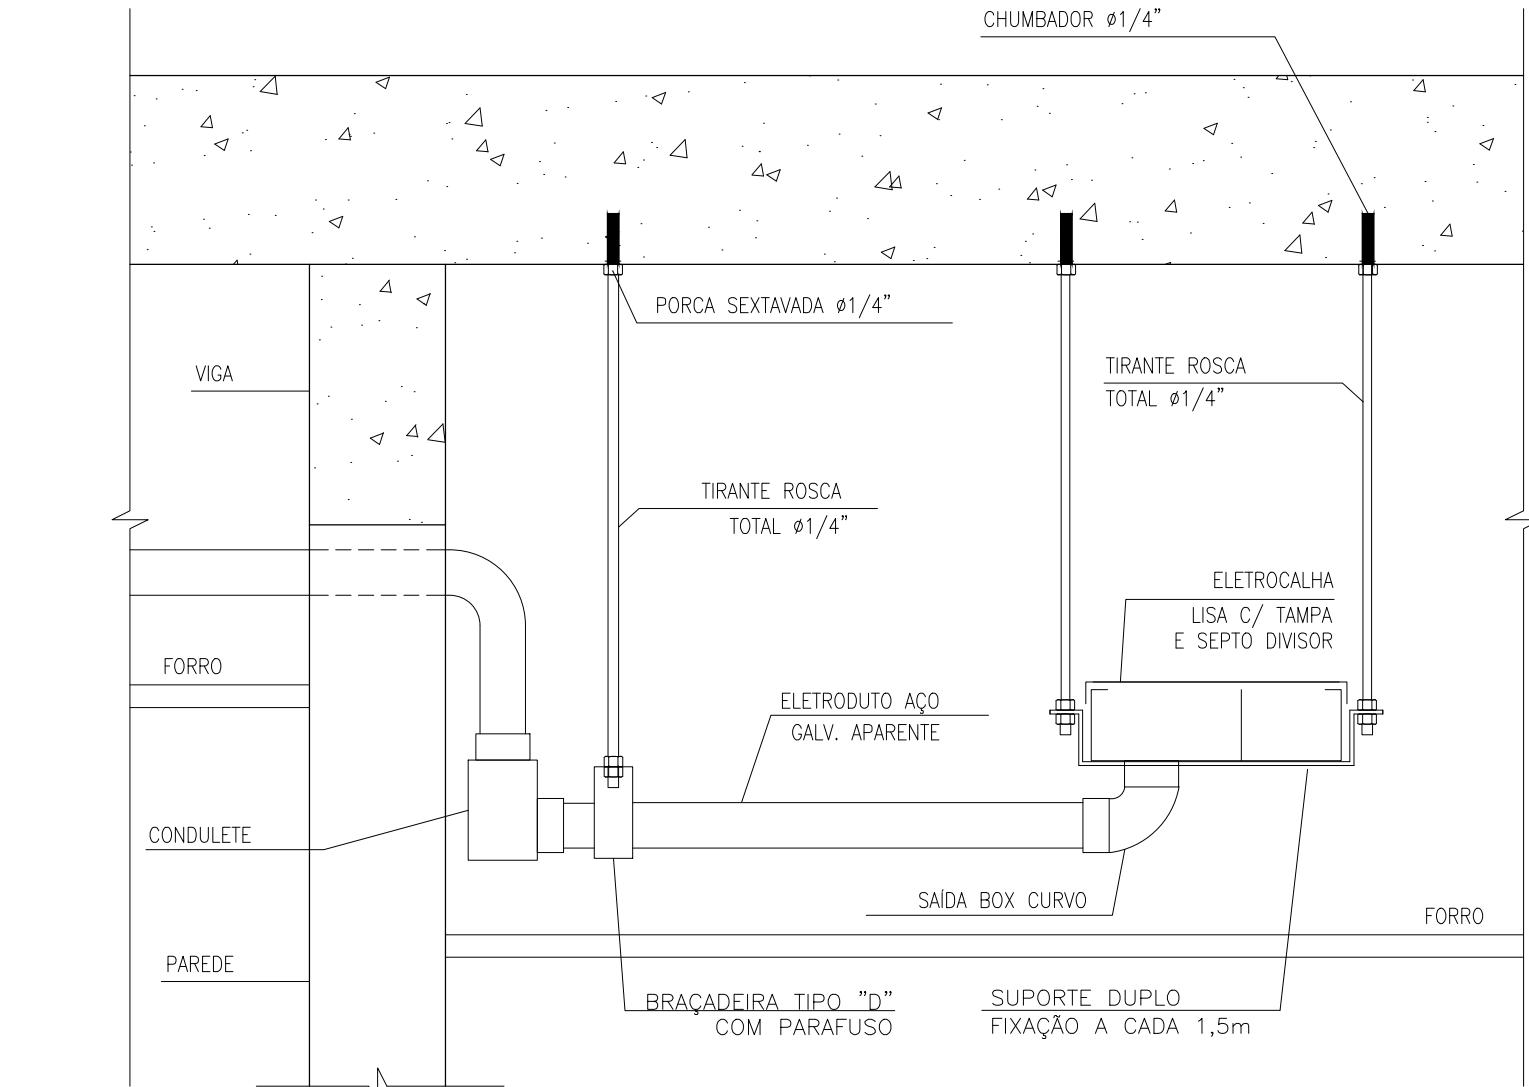 CHUMBADOR ø1/4”
PORCA SEXTAVADA ø1/4”
VIGA
TIRANTE ROSCA
TOTAL ø1/4”
TIRANTE ROSCA
TOTAL ø1/4”
ELETROCALHA
LISA C/ TAMPA
E SEPTO DIVISOR
FORRO
ELETRODUTO AÇO
GALV. APARENTE
CONDULETE
SAÍDA BOX CURVO
FORRO
PAREDE
BRAÇADEIRA TIPO ”D”
COM PARAFUSO
SUPORTE DUPLO
FIXAÇÃO A CADA 1,5m